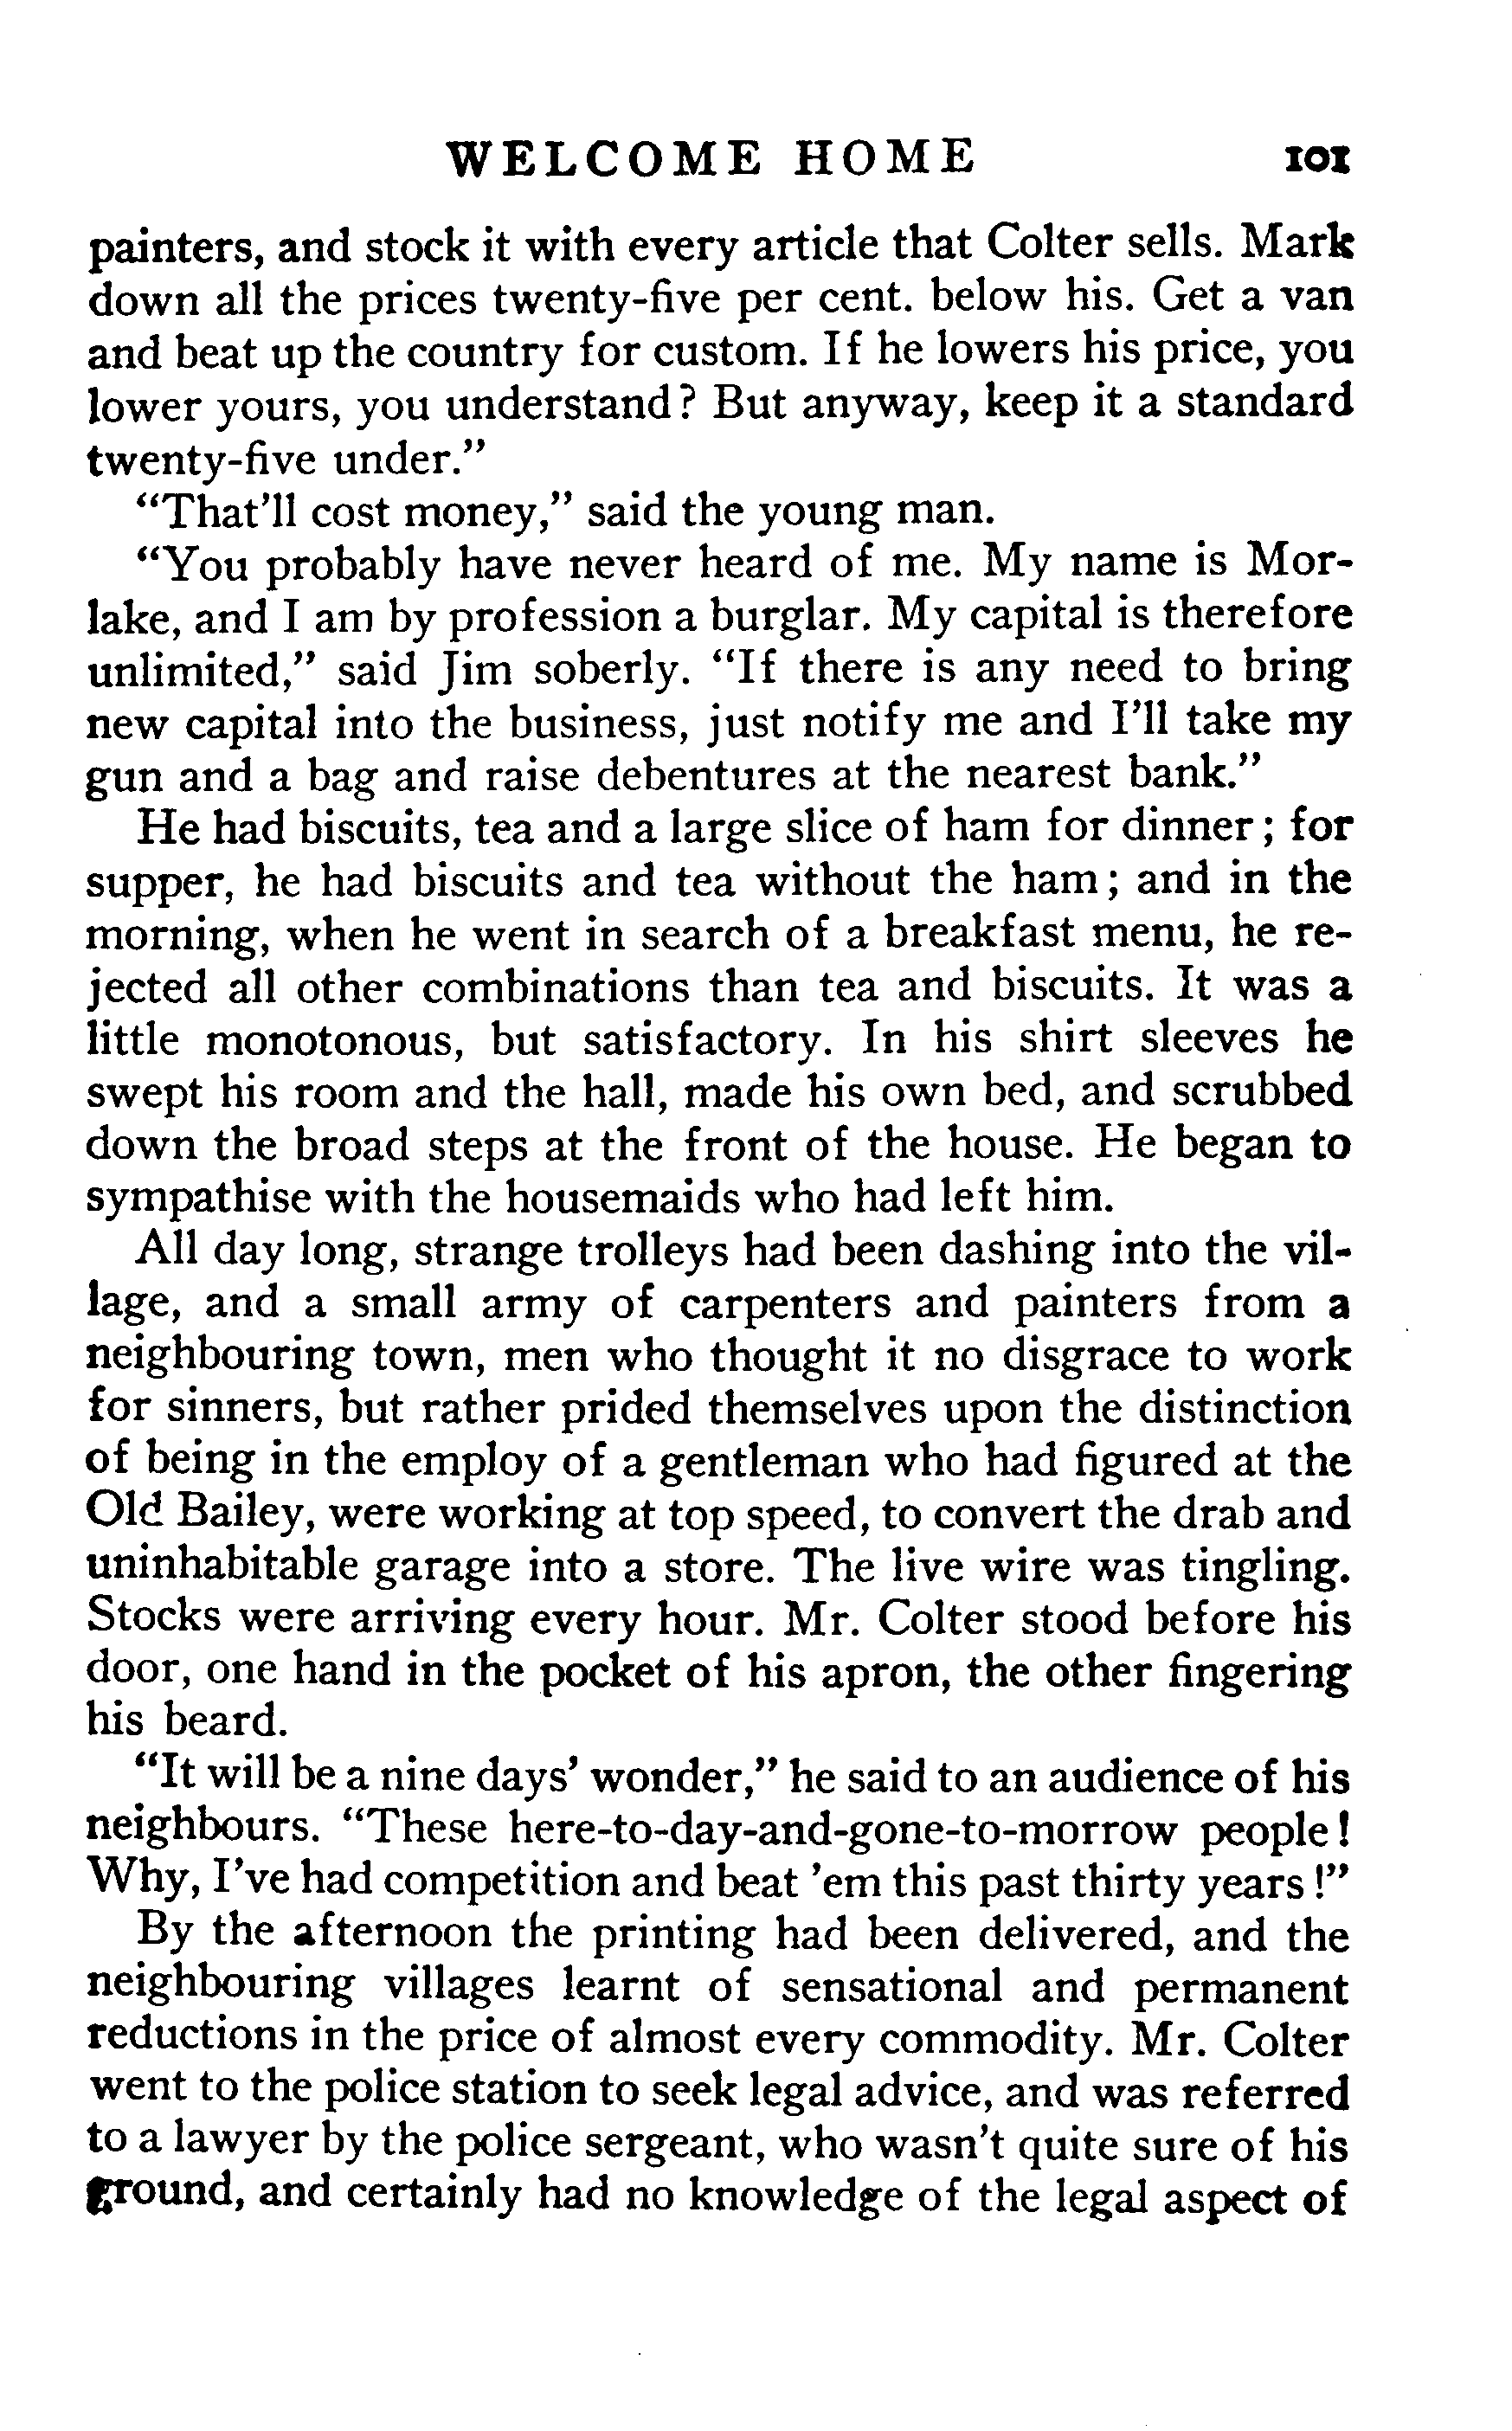 WELCOME HOME 101
painters, and stock it with every article that Colter sells. Mark
down all the prices twenty-five per cent. below his. Get a van
and beat up the country for custom. If he lowers his price, you
lower yours, you understand? But anyway, keep it a standard
twenty-five under."
"That'll cost money," said the young man.
"You probably have never heard of me. My name is Mor-
lake, and I am by profession a burglar. My capital is therefore
unlimited," said Jim soberly. "If there is any need to bring
new capital into the business, just notify me and I'll take my
gun and a bag and raise debentures at the nearest bank."
He had biscuits, tea and a large slice of ham for dinner; for
supper, he had biscuits and tea without the ham; and in the
morning, when he went in search of a breakfast menu, he re-
jected all other combinations than tea and biscuits. It was a
little monotonous, but satisfactory. In his shirt sleeves he
swept his room and the hall, made his own bed, and scrubbed
down the broad steps at the front of the house. He began to
sympathise with the housemaids who had left him.
All day long, strange trolleys had been dashing into the vil-
lage, and a small army of carpenters and painters from a
neighbouring town, men who thought it no disgrace to work
for sinners, but rather prided themselves upon the distinction
of being in the employ of a gentleman who had figured at the
Old Bailey, were working at top speed, to convert the drab and
uninhabitable garage into a store. The live wire was tingling.
Stocks were arriving every hour. Mr. Colter stood before his
door, one hand in the pocket of his apron, the other fingering
his beard.
"It will be a nine days' wonder," he said to an audience of his
neighbours. "These here-to-day-and-gone-to-morrow people!
Why, I've had competition and beat 'em this past thirty years!"
By the afternoon the printing had been delivered, and the
neighbouring villages learnt of sensational and permanent
reductions in the price of almost every commodity. Mr. Colter
went to the police station to seek legal advice, and was referred
to a lawyer by the police sergeant, who wasn't quite sure of his
ground, and certainly had no knowledge of the legal aspect of